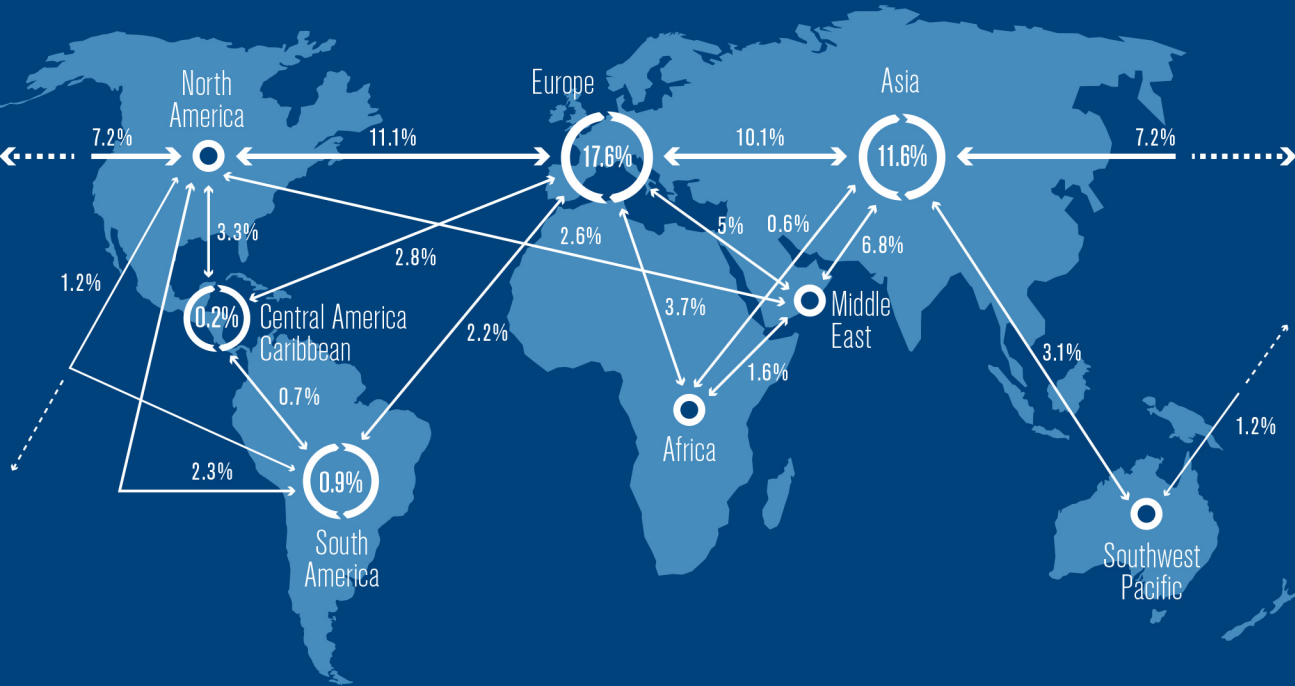 North
America
Europe
Asia
7.2%
11.1%
17.6%
10.1%
11.6%
7.2%
3.3%
2.8%
2.6%
5%
0.6%
6.8%
1.2%
0.2%
Central America
Caribbean
2.2%
3.7%
Middle
East
3.1%
0.7%
1.6%
Africa
1.2%
2.3%
0.9%
South
America
Southwest
Pacific